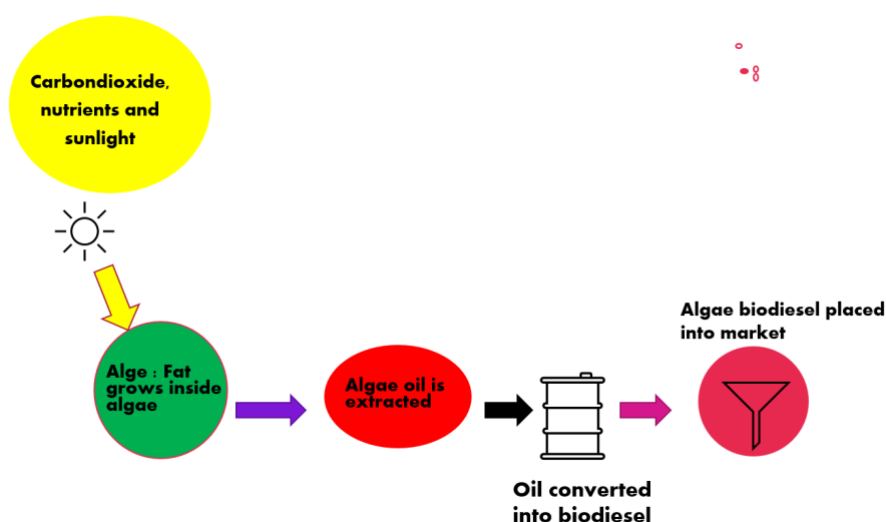 Carbondioxide,
nutrients and
sunlight
Alge : Fat
grows inside
algae
Algae oil is
extracted
Oil converted
into biodiesel
Algae biodiesel placed
into market